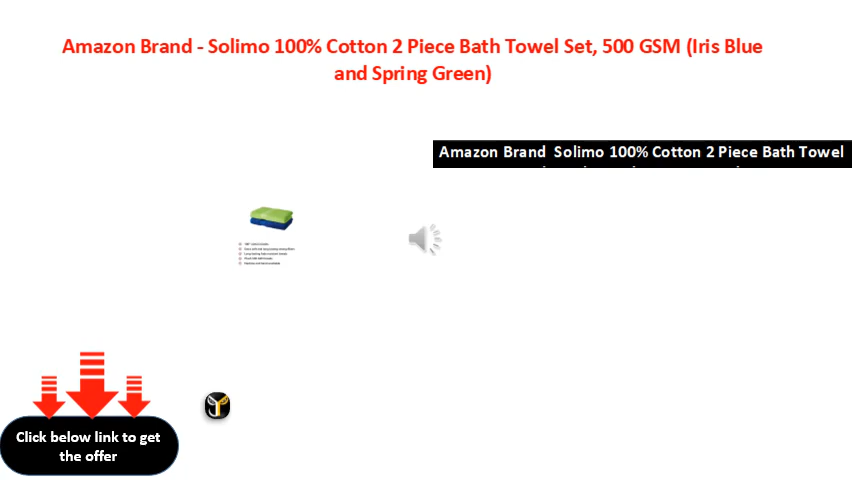 Amazon Brand - Solimo 100% Cotton 2 Piece Bath Towel Set, 500 GSM (Iris Blue
and Spring Green)
Amazon Brand  Solimo 100% Cotton 2 Piece Bath Towel
Click below link to get
the offer